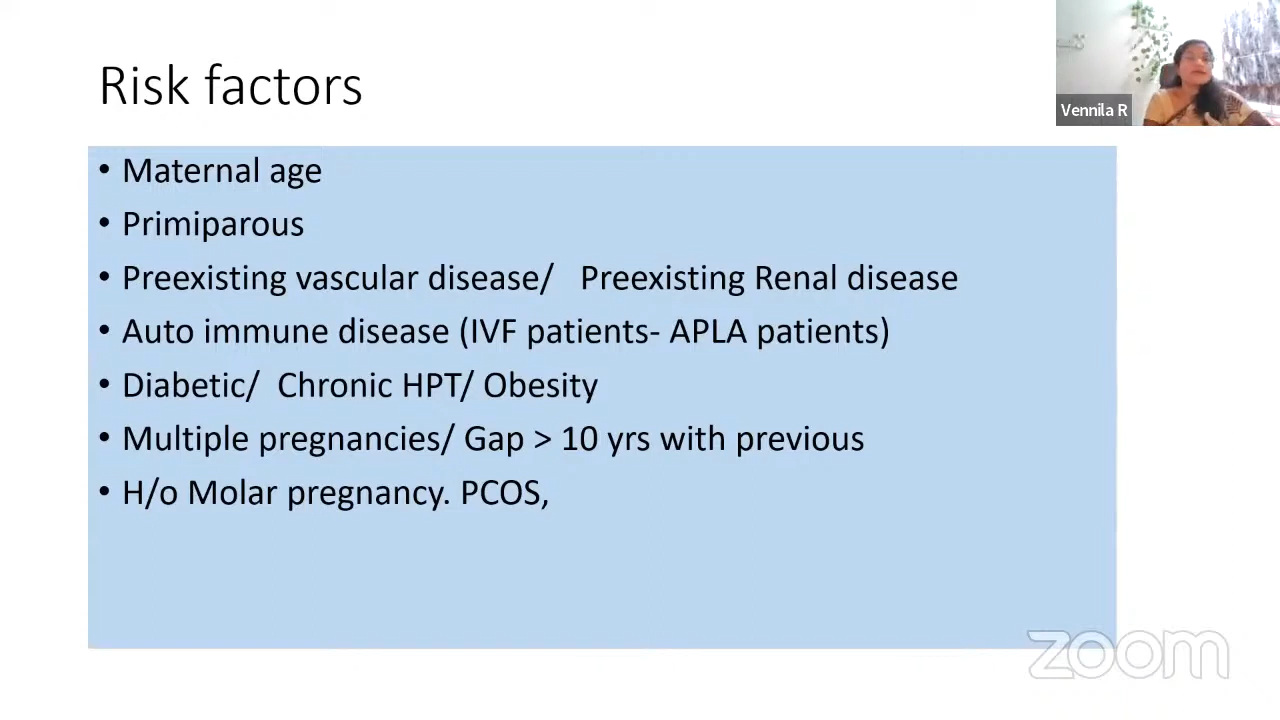 Risk factors
Vennila R
• Maternal age
• Primiparous
• Preexisting vascular disease/ Preexisting Renal disease
• Auto immune disease (IVF patients- APLA patients)
• Diabetic/ Chronic HPT/ Obesity
• Multiple pregnancies/ Gap > 10 yrs with previous
• H/o Molar pregnancy. PCOS,
zoom